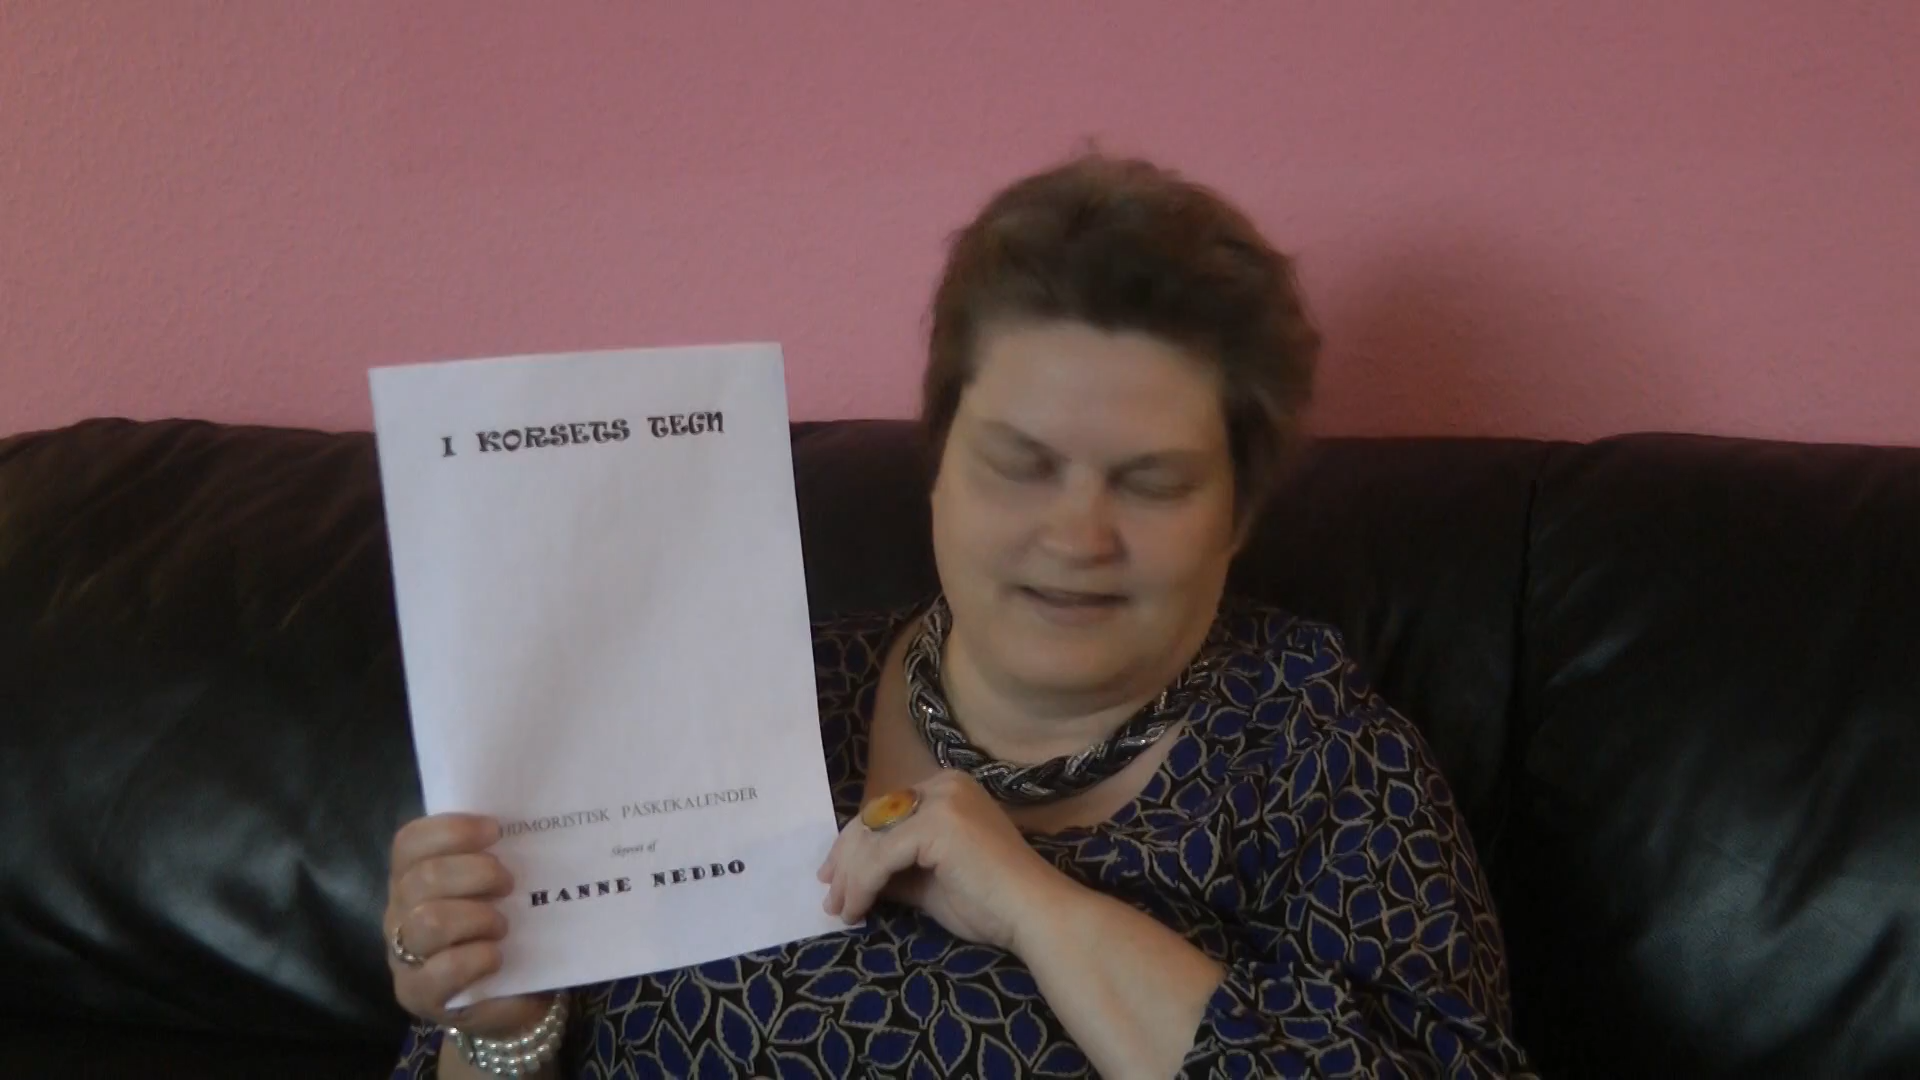 I KORSETS TEGN
HUMORISTISK PÅSKEKALENDER
Skrevet af
HANNE NEDBO